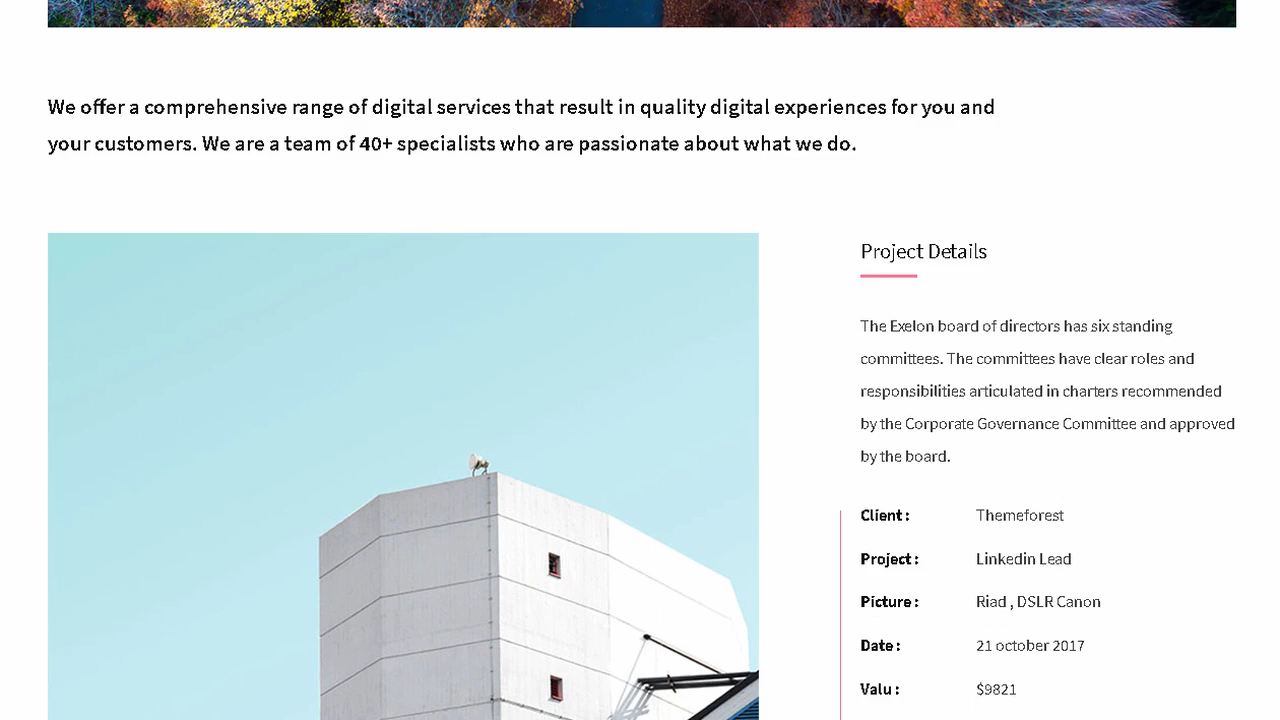 We offer a comprehensive range of digital services that result in quality digital experiences for you and
your customers. We are a team of 40+ specialists who are passionate about what we do.
Project Details
The Exelon board of directors has six standing
committees. The committees have clear roles and
responsibilities articulated in charters recommended
by the Corporate Governance Committee and approved
by the board.
Client : Themeforest
Project : Linkedin Lead
Picture : Riad , DSLR Canon
Date : 21 october 2017
Valu : $9821